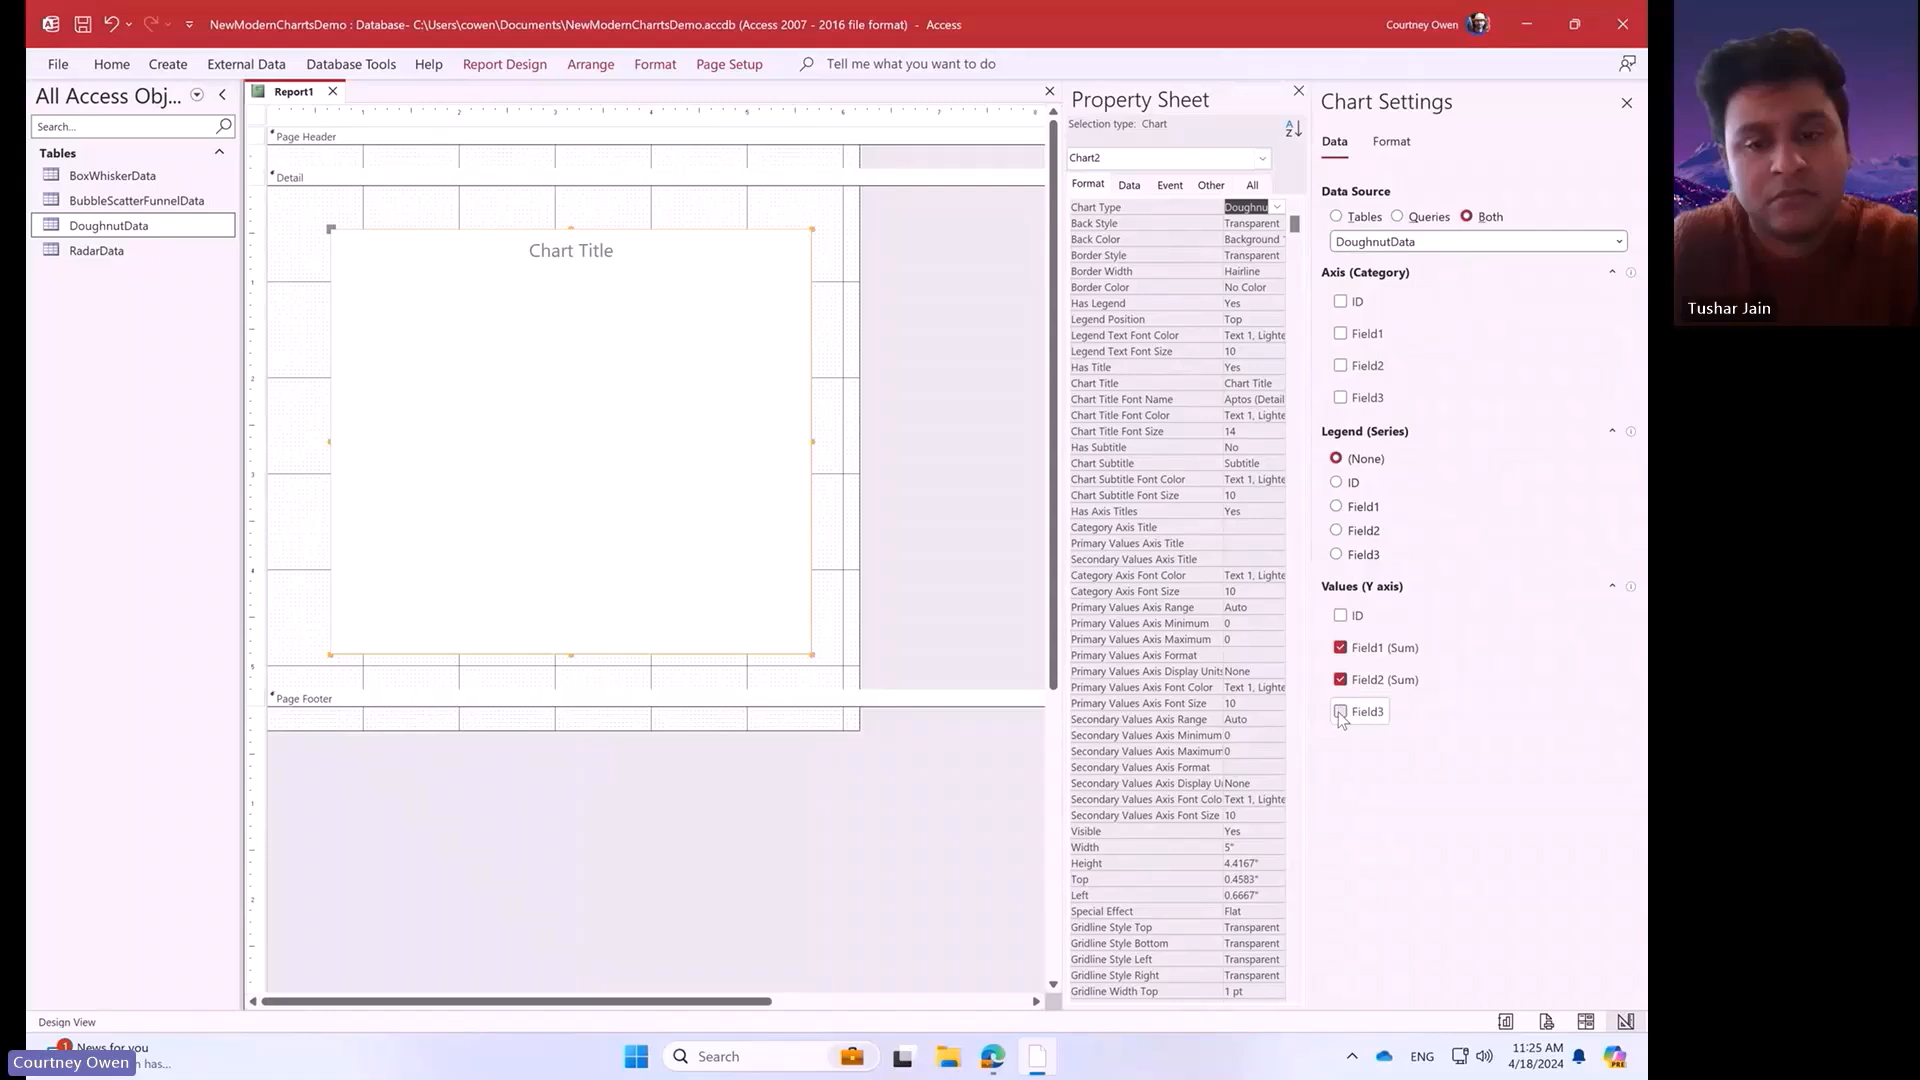 NewModernCharrtsDemo : Database- C:\Users\cowen\Documents\NewModernChartsDemo.accdb (Access 2007 - 2016 file format) - Access
Courtney Owen
File Home Create External Data Database Tools Help Report Design Arrange Format Page Setup Tell me what you want to do
All Access Obj...
Search...
Tables
BoxWhiskerData
BubbleScatterFunnelData
DoughnutData
RadarData
Report1
Page Header
Detail
Chart Title
Page Footer
Property Sheet
Selection type: Chart
Chart2
Format Data Event Other All
Chart Type Doughnu
Back Style Transparent
Back Color Background
Border Style Transparent
Border Width Hairline
Border Color No Color
Has Legend Yes
Legend Position Top
Legend Text Font Color Text 1, Lighte
Legend Text Font Size 10
Has Title Yes
Chart Title Chart Title
Chart Title Font Name Aptos (Detail
Chart Title Font Color Text 1, Lighte
Chart Title Font Size 14
Has Subtitle No
Chart Subtitle Subtitle
Chart Subtitle Font Color Text 1, Lighte
Chart Subtitle Font Size 10
Has Axis Titles Yes
Category Axis Title
Primary Values Axis Title
Secondary Values Axis Title
Category Axis Font Color Text 1, Lighte
Category Axis Font Size 10
Primary Values Axis Range Auto
Primary Values Axis Minimum 0
Primary Values Axis Maximum 0
Primary Values Axis Format
Primary Values Axis Display Units None
Primary Values Axis Font Color Text 1, Lighte
Primary Values Axis Font Size 10
Secondary Values Axis Range Auto
Secondary Values Axis Minimum 0
Secondary Values Axis Maximum 0
Secondary Values Axis Format
Secondary Values Axis Display U None
Secondary Values Axis Font Colo Text 1, Lighte
Secondary Values Axis Font Size 10
Visible Yes
Width 5"
Height 4.4167"
Top 0.4583"
Left 0.6667"
Special Effect Flat
Gridline Style Top Transparent
Gridline Style Bottom Transparent
Gridline Style Left Transparent
Gridline Style Right Transparent
Gridline Width Top 1 pt
Chart Settings
Data Format
Data Source
Tables Queries Both
DoughnutData
Axis (Category)
ID
Field1
Field2
Field3
Legend (Series)
(None)
ID
Field1
Field2
Field3
Values (Y axis)
ID
Field1 (Sum)
Field2 (Sum)
Field3
Tushar Jain
Design View
1 News for you
Courtney Owen
n has...
Search
ENG
11:25 AM
4/18/2024
PRE